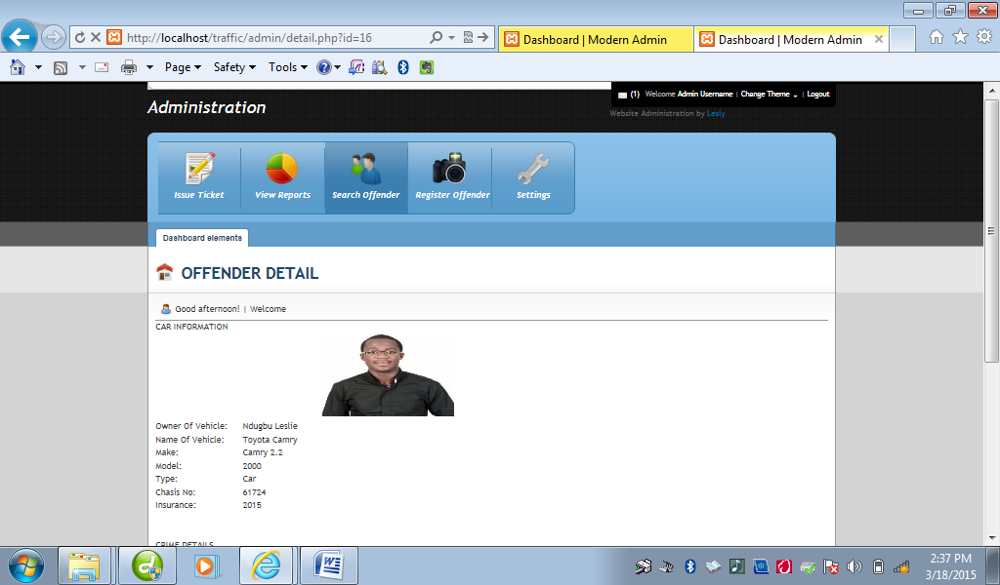 http://localhost/traffic/admin/detail.php?id=16
Dashboard | Modern Admin
Dashboard | Modern Admin
Page
Safety
Tools
Administration
(1) Welcome Admin Username | Change Theme | Logout
Website Administration by Lesly
Issue Ticket
View Reports
Search Offender
Register Offender
Settings
Dashboard elements
OFFENDER DETAIL
Good afternoon! | Welcome
CAR INFORMATION
Owner Of Vehicle: Ndugbu Leslie
Name Of Vehicle: Toyota Camry
Make: Camry 2.2
Model: 2000
Type: Car
Chasis No: 61724
Insurance: 2015
CRIME DETAILS
2:37 PM
3/18/2015